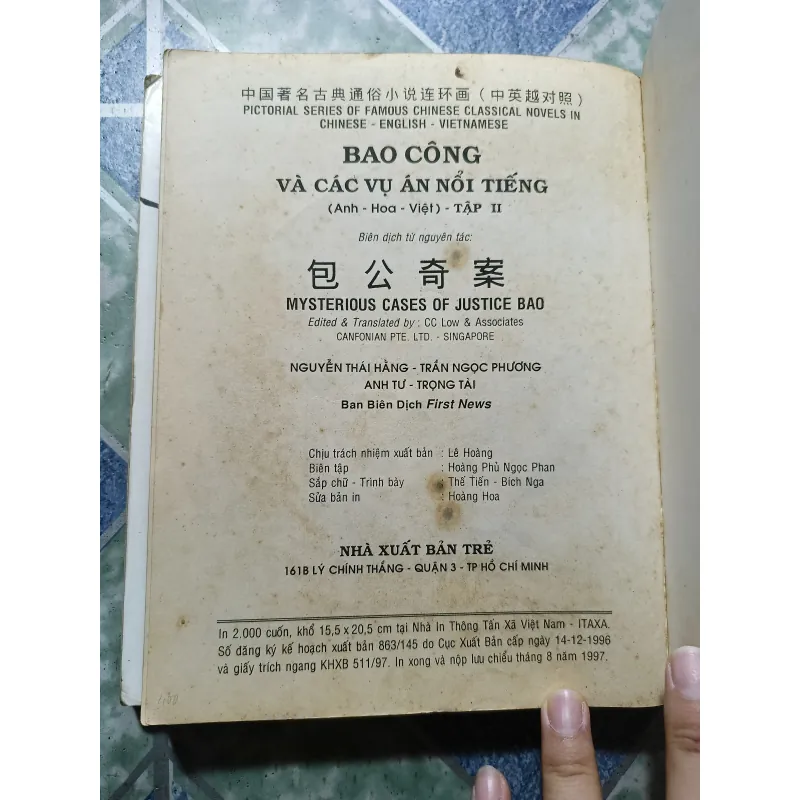 中国著名古典通俗小说连环画（中英越对照）
PICTORIAL SERIES OF FAMOUS CHINESE CLASSICAL NOVELS IN
CHINESE - ENGLISH - VIETNAMESE
BAO CÔNG
VÀ CÁC VỤ ÁN NỔI TIẾNG
(Anh - Hoa - Việt) - TẬP II
Biên dịch từ nguyên tác:
包公奇案
MYSTERIOUS CASES OF JUSTICE BAO
Edited & Translated by : CC Low & Associates
CANFONIAN PTE. LTD. - SINGAPORE
NGUYỄN THÁI HẰNG - TRẦN NGỌC PHƯƠNG
ANH TƯ - TRỌNG TÀI
Ban Biên Dịch First News
Chịu trách nhiệm xuất bản : Lê Hoàng
Biên tập : Hoàng Phủ Ngọc Phan
Sắp chữ - Trình bày : Thế Tiến - Bích Nga
Sửa bản in : Hoàng Hoa
NHÀ XUẤT BẢN TRẺ
161B LÝ CHÍNH THẮNG - QUẬN 3 - TP HỒ CHÍ MINH
In 2.000 cuốn, khổ 15,5 x 20,5 cm tại Nhà In Thông Tấn Xã Việt Nam - ITAXA.
Số đăng ký kế hoạch xuất bản 863/145 do Cục Xuất Bản cấp ngày 14-12-1996
và giấy trích ngang KHXB 511/97. In xong và nộp lưu chiểu tháng 8 năm 1997.